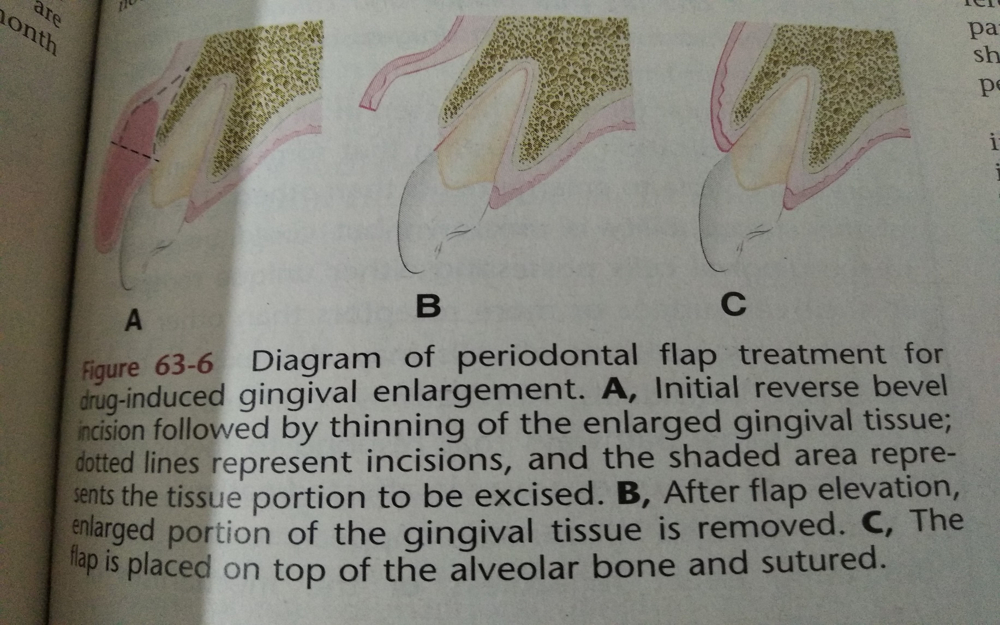 are
month
A
B
C
Figure 63-6 Diagram of periodontal flap treatment for
drug-induced gingival enlargement. A, Initial reverse bevel
incision followed by thinning of the enlarged gingival tissue;
dotted lines represent incisions, and the shaded area repre-
sents the tissue portion to be excised. B, After flap elevation,
enlarged portion of the gingival tissue is removed. C, The
flap is placed on top of the alveolar bone and sutured.